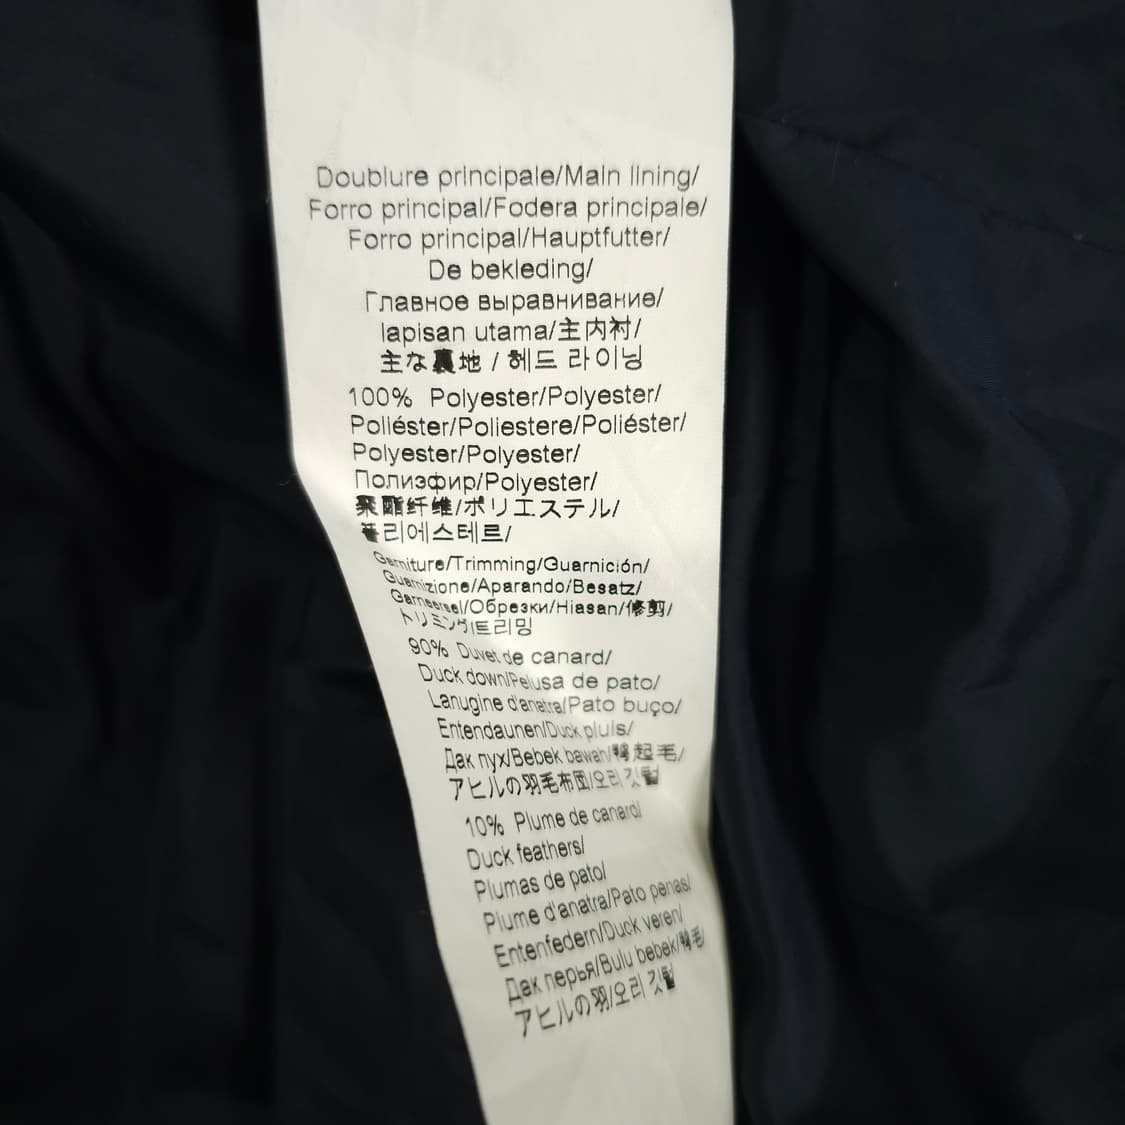 Doublure principale/Main lining/
Forro principal/Fodera principale/
Forro principal/Hauptfutter/
De bekleding/
Главное выравнивание/
lapisan utama/主内衬/
主な裏地 / 헤드 라이닝
100% Polyester/Polyester/
Poliéster/Poliestere/Poliéster/
Polyester/Polyester/
Полиэфир/Polyester/
聚酯纤维/ポリエステル/
폴리에스테르/
Garniture/Trimming/Guarnición/
Guarnizione/Aparando/Besatz/
Garneersel/Обрезки/Hiasan/修剪/
トリミング/트리밍
90% Duvet de canard/
Duck down/Pelusa de pato/
Lanugine d'anatra/Pato buço/
Entendaunen/Duck pluis/
Дак пух/Bebek bawah/鸭起毛/
アヒルの羽毛布団/오리 깃털
10% Plume de canard/
Duck feathers/
Plumas de pato/
Piume d'anatra/Pato penas/
Entenfedern/Duck veren/
Дак перья/Bulu bebek/鸭毛/
アヒルの羽/오리 깃털